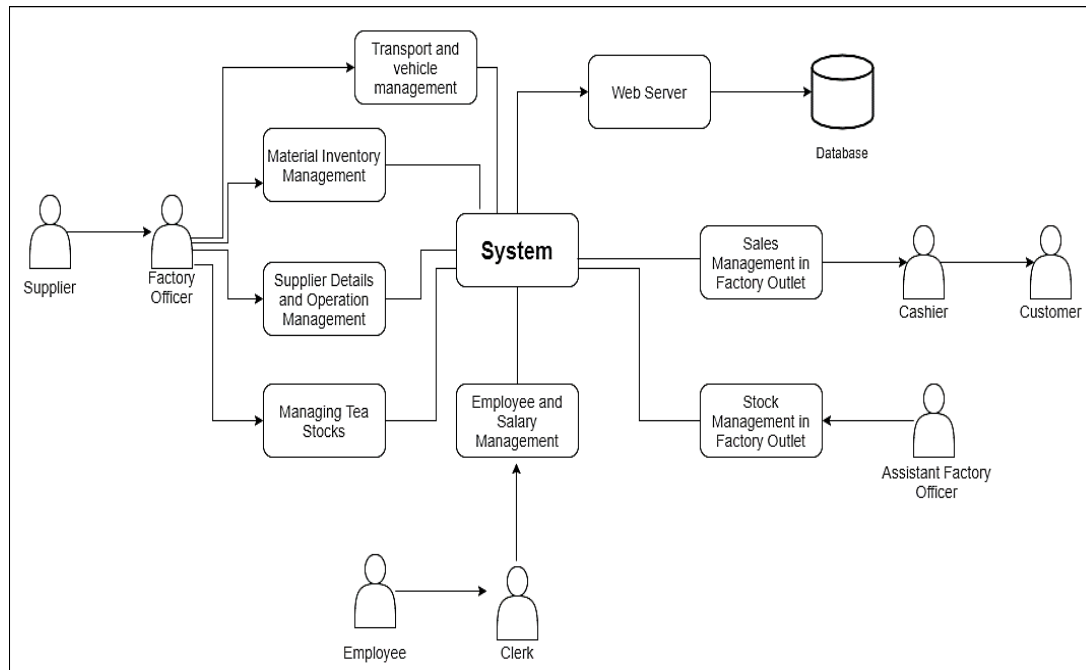 Transport and
vehicle
management
Web Server
Database
Material Inventory
Management
System
Supplier
Factory
Officer
Supplier Details
and Operation
Management
Sales
Management in
Factory Outlet
Cashier
Customer
Managing Tea
Stocks
Employee and
Salary
Management
Stock
Management in
Factory Outlet
Assistant Factory
Officer
Employee
Clerk